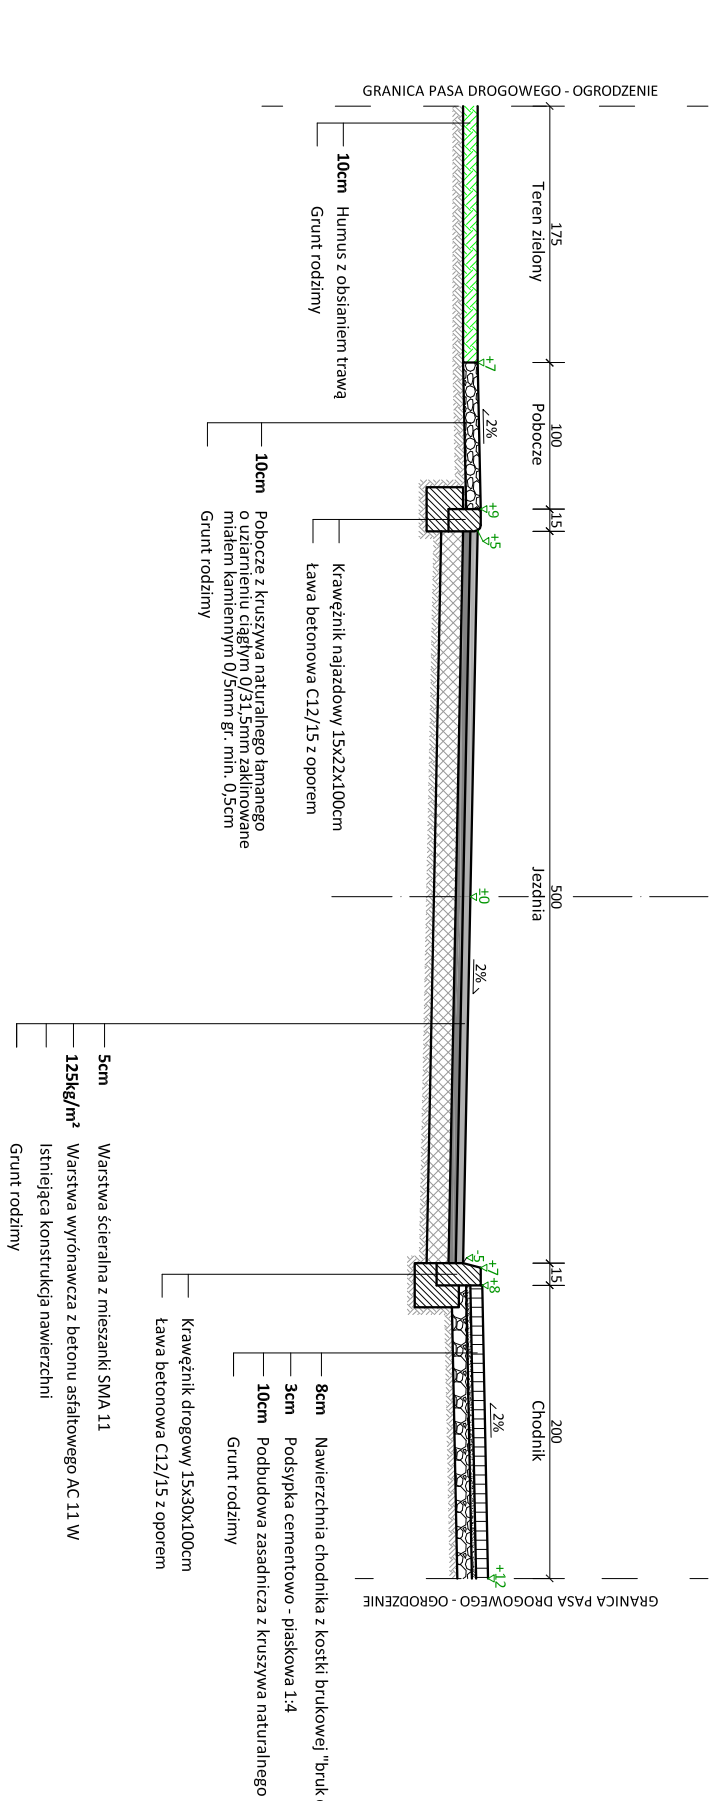 GRANICA PASA DROGOWEGO - OGRODZENIE
175
Teren zielony
100
Pobocze
15
500
Jezdnia
15
200
Chodnik
GRANICA PASA DROGOWEGO - OGRODZENIE
+7
2%
+9
+5
±0
2%
-5
+7
+8
2%
+12
10cm Humus z obsianiem trawą
Grunt rodzimy
10cm Pobocze z kruszywa naturalnego łamanego
o uziarnieniu ciągłym 0/31,5mm zaklinowane
miałem kamiennym 0/5mm gr. min. 0,5cm
Grunt rodzimy
Krawężnik najazdowy 15x22x100cm
Ława betonowa C12/15 z oporem
5cm Warstwa ścieralna z mieszanki SMA 11
125kg/m² Warstwa wyrónawcza z betonu asfaltowego AC 11 W
Istniejąca konstrukcja nawierzchni
Grunt rodzimy
Krawężnik drogowy 15x30x100cm
Ława betonowa C12/15 z oporem
8cm Nawierzchnia chodnika z kostki brukowej "bruk
3cm Podsypka cementowo - piaskowa 1:4
10cm Podbudowa zasadnicza z kruszywa naturalnego
Grunt rodzimy